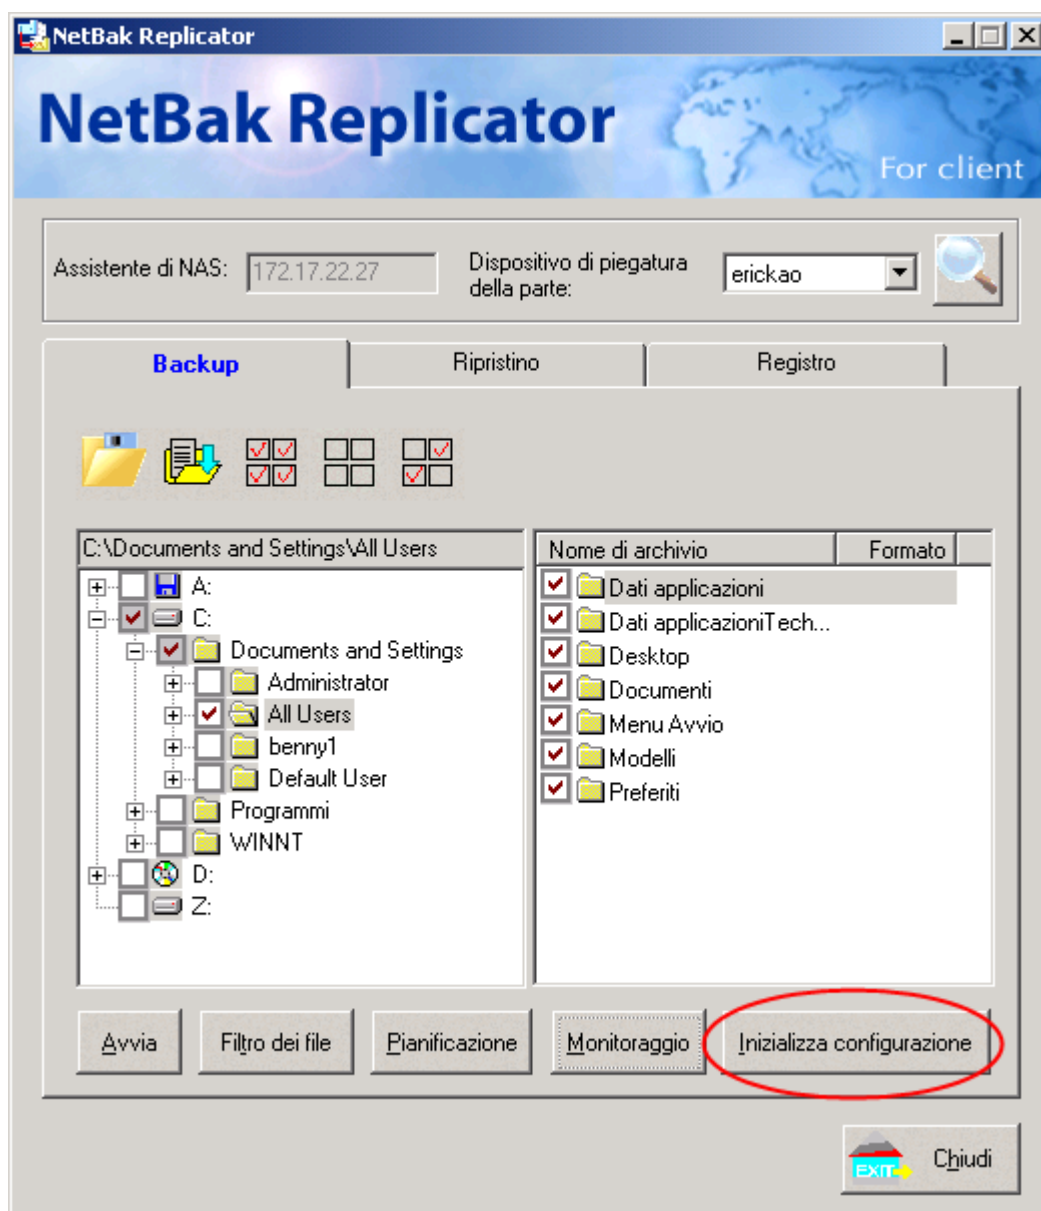 NetBak Replicator
NetBak Replicator
For client
Assistente di NAS:
172.17.22.27
Dispositivo di piegatura
della parte:
erickao
Backup
Ripristino
Registro
C:\Documents and Settings\All Users
A:
C:
Documents and Settings
Administrator
All Users
benny1
Default User
Programmi
WINNT
D:
Z:
Nome di archivio
Formato
Dati applicazioni
Dati applicazioniTech...
Desktop
Documenti
Menu Avvio
Modelli
Preferiti
Avvia
Filtro dei file
Pianificazione
Monitoraggio
Inizializza configurazione
EXIT
Chiudi